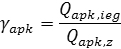 γ_apk = Q_apk,ieg / Q_apk,z